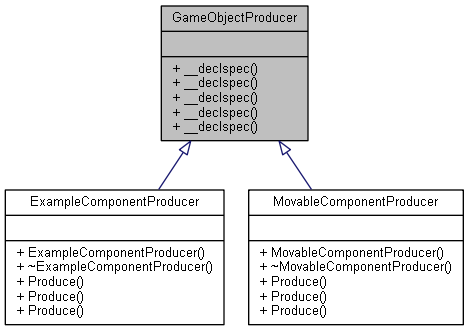 GameObjectProducer
+ __declspec()
+ __declspec()
+ __declspec()
+ __declspec()
+ __declspec()
ExampleComponentProducer
+ ExampleComponentProducer()
+ ~ExampleComponentProducer()
+ Produce()
+ Produce()
+ Produce()
MovableComponentProducer
+ MovableComponentProducer()
+ ~MovableComponentProducer()
+ Produce()
+ Produce()
+ Produce()